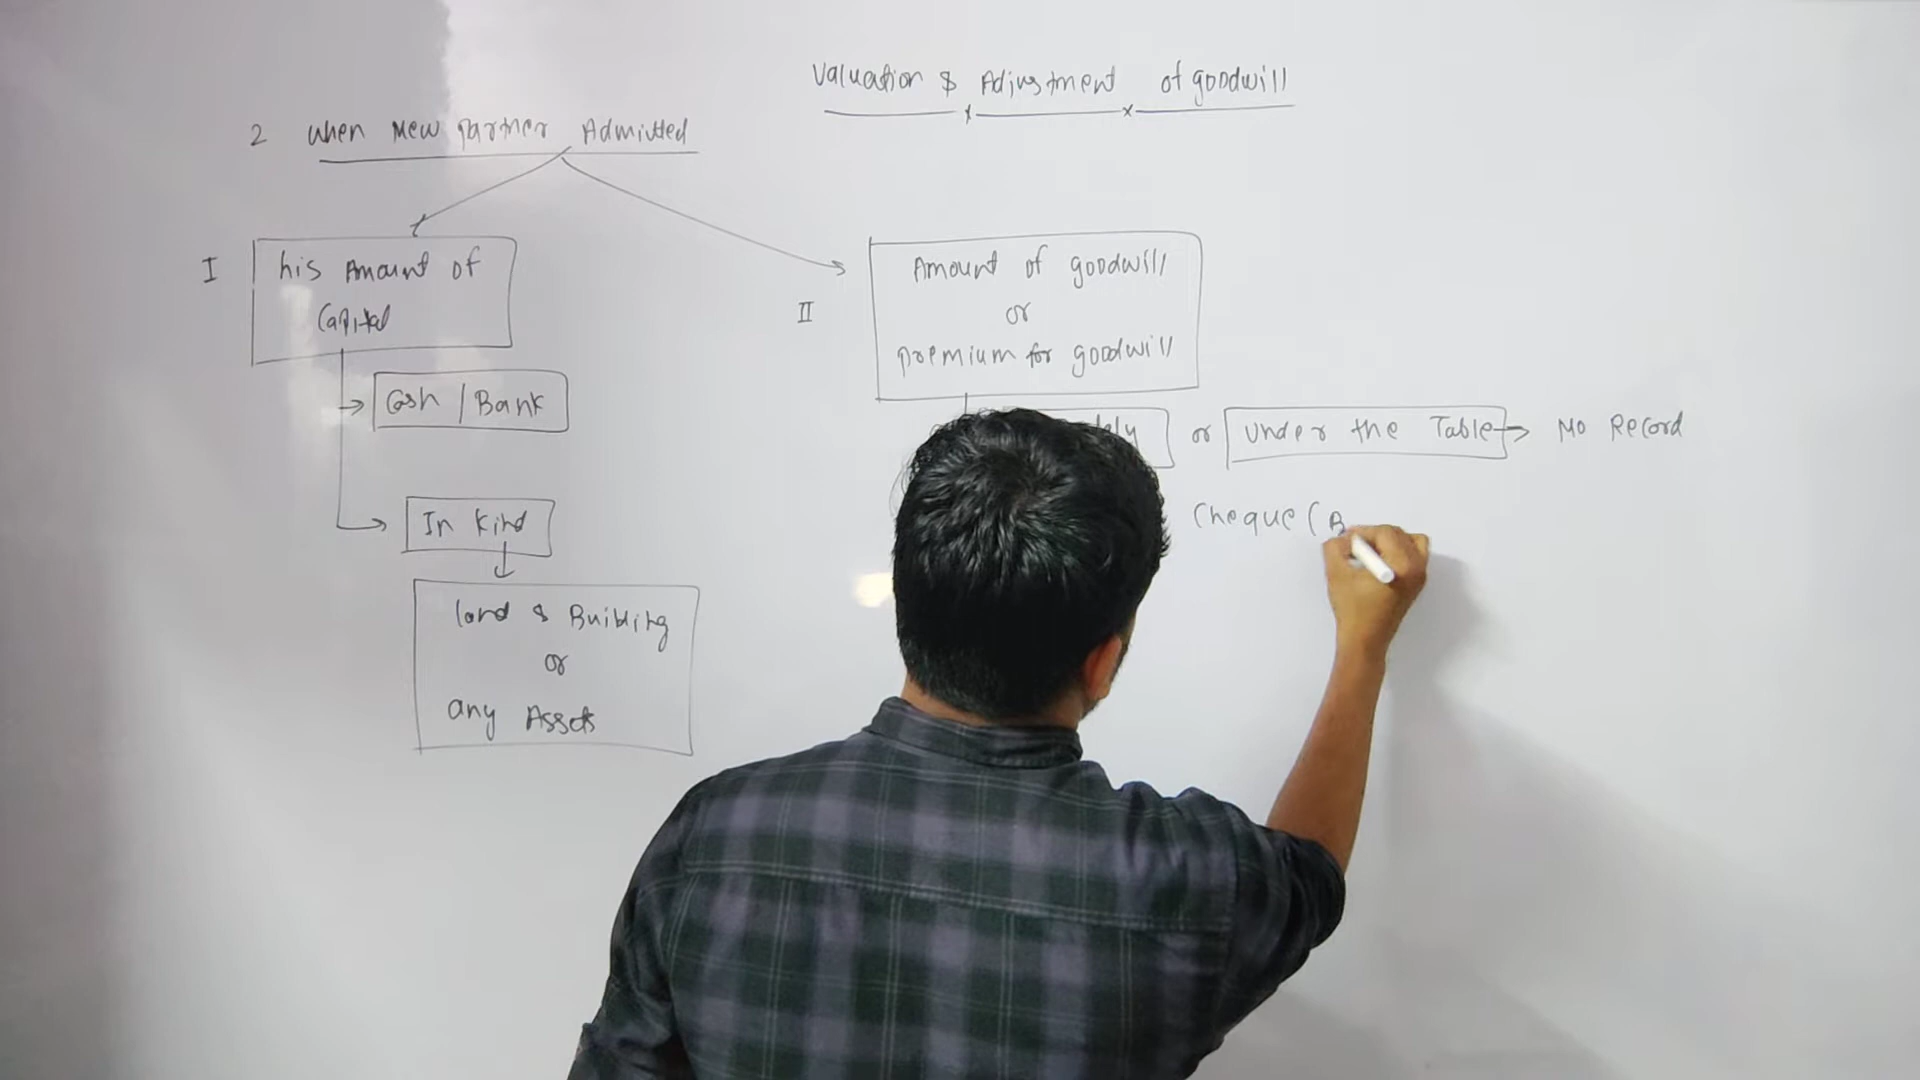 Valuation & Adjustment of goodwill
2 When New Partner Admitted
I his Amount of
Capital
Cash / Bank
In Kind
land & Building
or
any Assets
II
Amount of goodwill
or
premium for goodwill
or Under the Table → No Record
Cheque ( B